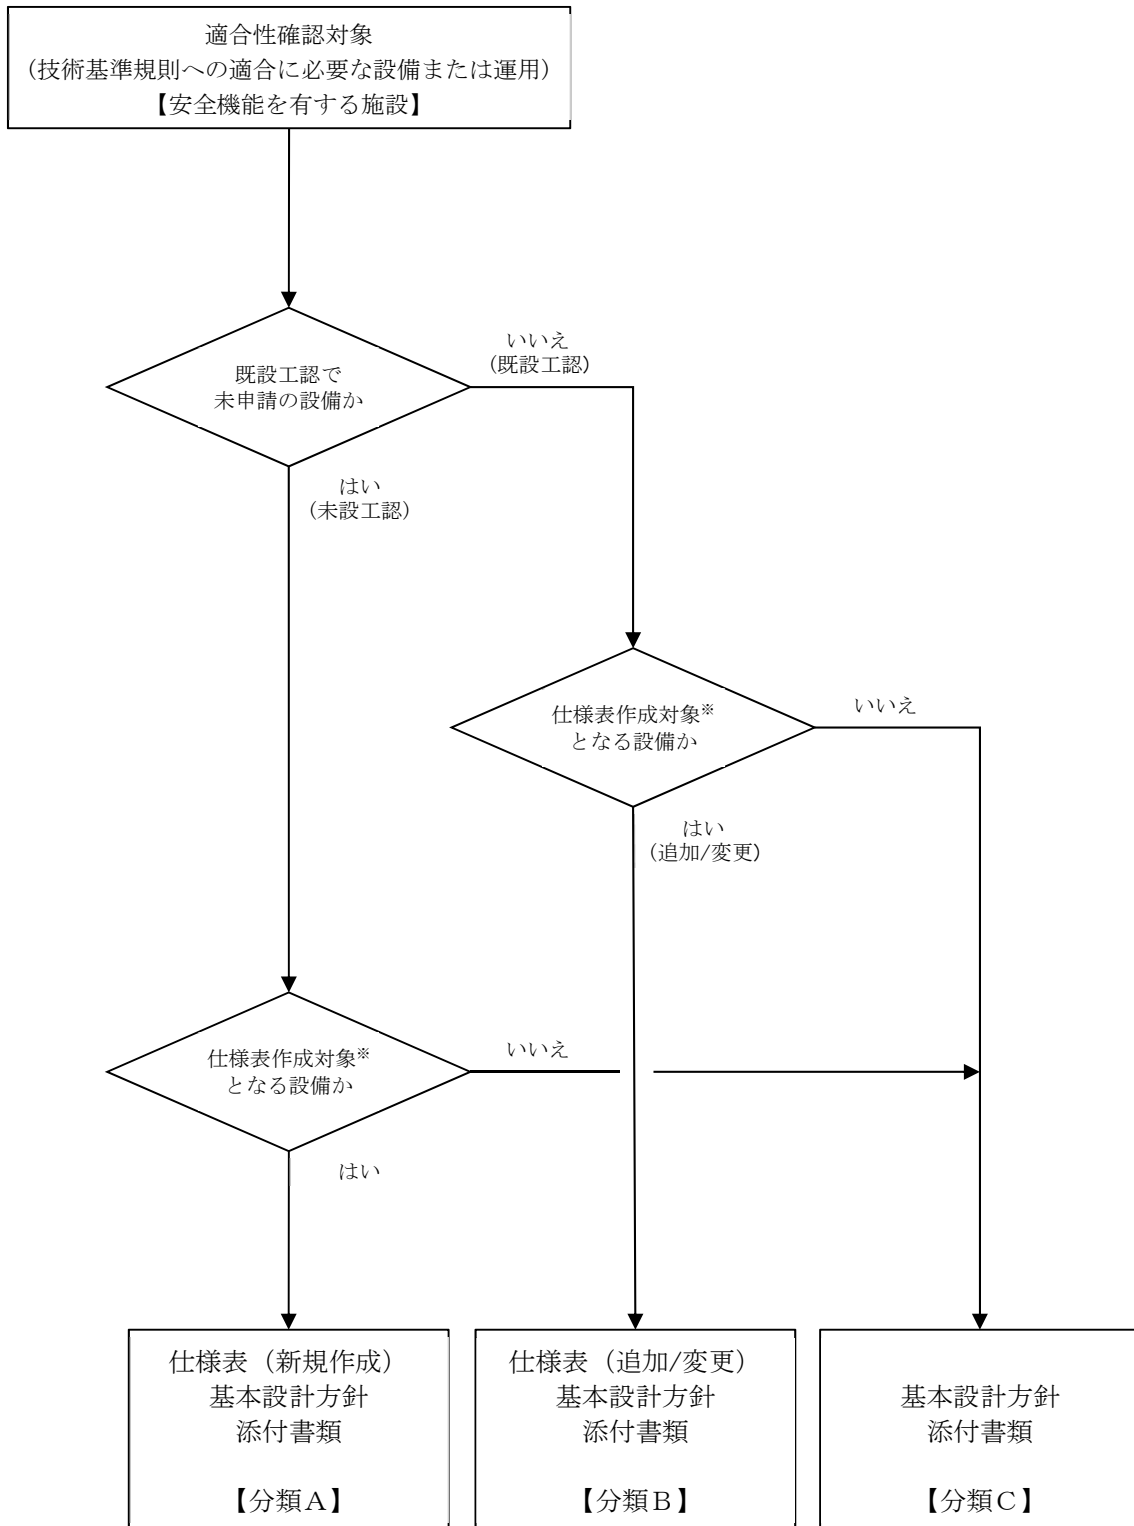 適合性確認対象
(技術基準規則への適合に必要な設備または運用)
【安全機能を有する施設】
既設工認で
未申請の設備か
いいえ
(既設工認)
はい
(未設工認)
仕様表作成対象※
となる設備か
いいえ
はい
(追加/変更)
仕様表作成対象※
となる設備か
いいえ
はい
仕様表（新規作成）
基本設計方針
添付書類
【分類Ａ】
仕様表（追加/変更）
基本設計方針
添付書類
【分類Ｂ】
基本設計方針
添付書類
【分類Ｃ】